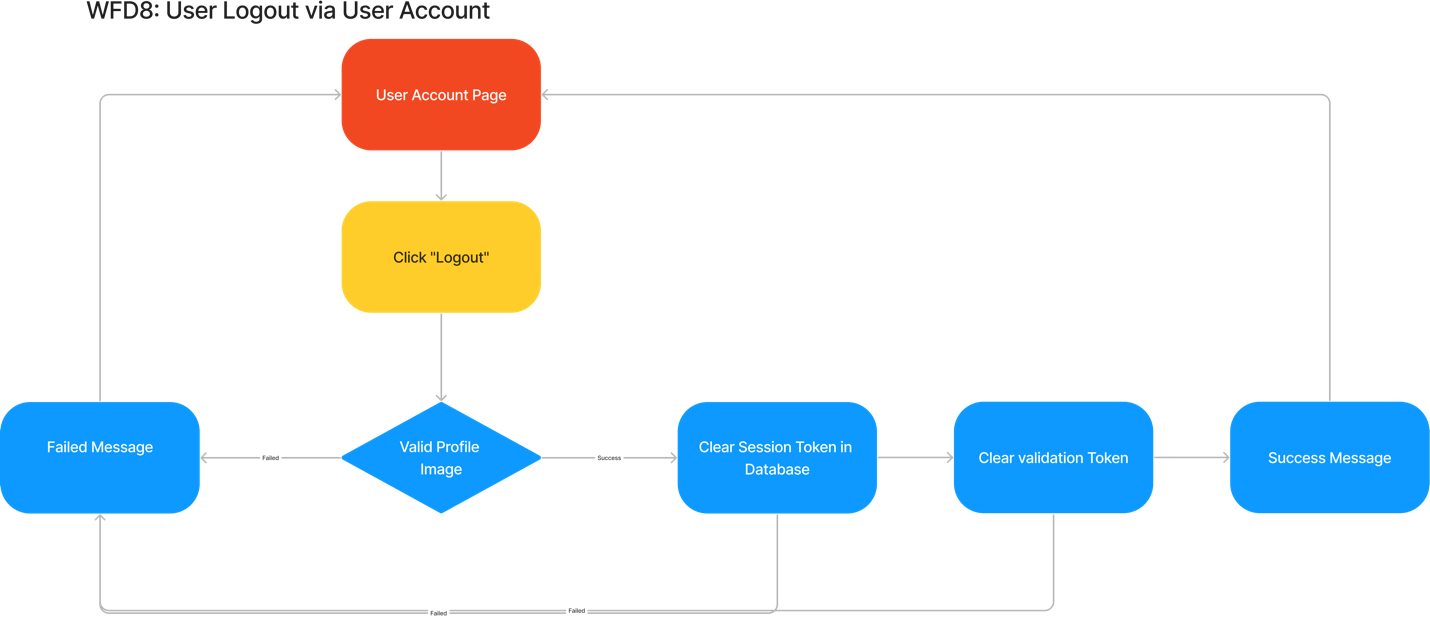 WFD8: User Logout via User Account
User Account Page
Click "Logout"
Failed Message
Failed
Valid Profile
Image
Success
Clear Session Token in
Database
Clear validation Token
Success Message
Failed
Failed